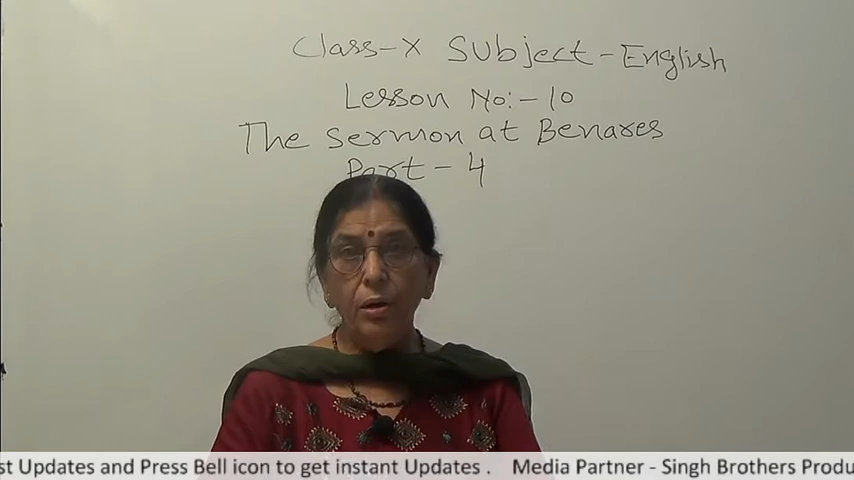 Class-X Subject-English
Lesson No:-10
The Sermon at Benares
Part-4
st Updates and Press Bell icon to get instant Updates . Media Partner - Singh Brothers Produ